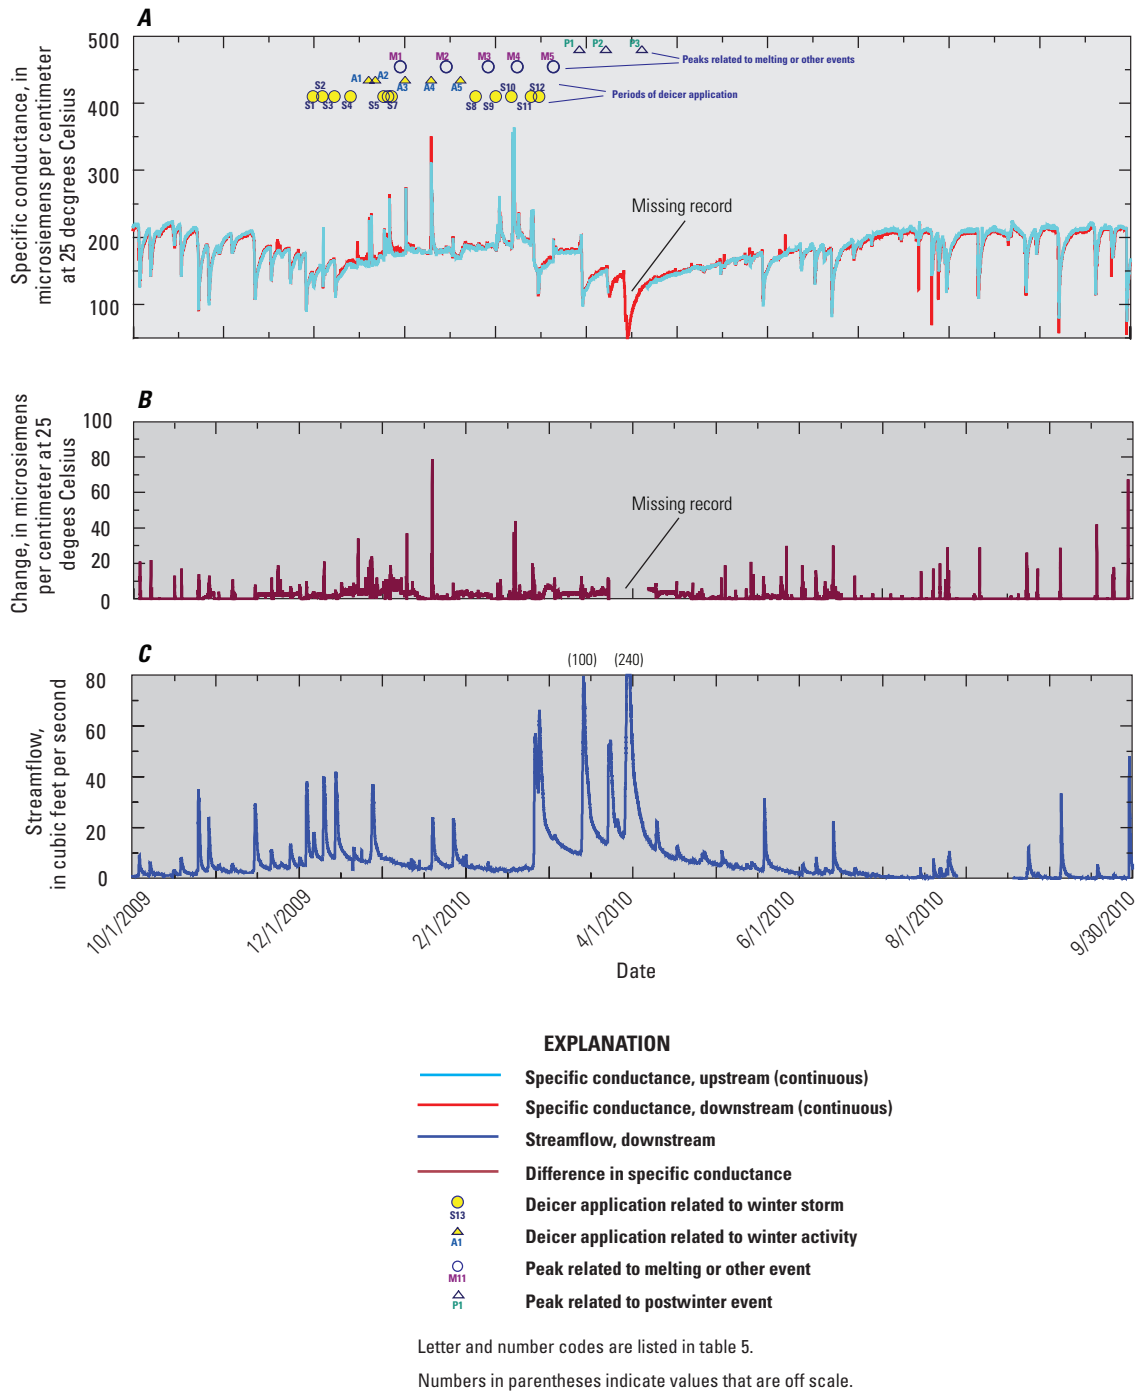 A
500
400
300
200
100
Specific conductance, in
microsiemens per centimeter
at 25 decgrees Celsius
P1
P2
P3
M1
M2
M3
M4
M5
Peaks related to melting or other events
A1
A2
A3
A4
A5
Periods of deicer application
S1
S2
S3
S4
S5
S7
S8
S9
S10
S11
S12
Missing record
B
100
80
60
40
20
0
Change, in microsiemens
per centimeter at 25
degees Celsius
Missing record
C
(100)
(240)
80
60
40
20
0
Streamflow,
in cubic feet per second
10/1/2009
12/1/2009
2/1/2010
4/1/2010
6/1/2010
8/1/2010
9/30/2010
Date
EXPLANATION
Specific conductance, upstream (continuous)
Specific conductance, downstream (continuous)
Streamflow, downstream
Difference in specific conductance
S13
Deicer application related to winter storm
A1
Deicer application related to winter activity
M11
Peak related to melting or other event
P1
Peak related to postwinter event
Letter and number codes are listed in table 5.
Numbers in parentheses indicate values that are off scale.